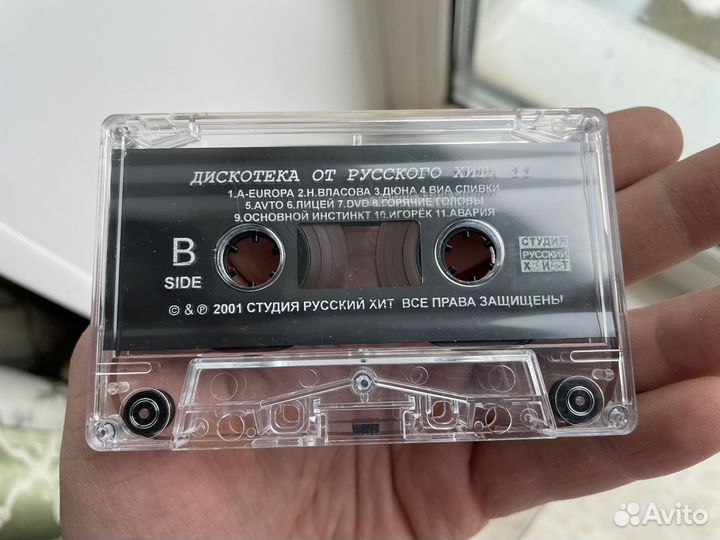 ДИСКОТЕКА ОТ РУССКОГО ХИТА 11
1.A-EUROPA 2.Н.ВЛАСОВА 3.ДЮНА 4.ВИА СЛИВКИ
5.AVTO 6.ЛИЦЕЙ 7.DVD 8.ГОРЯЧИЕ ГОЛОВЫ
9.ОСНОВНОЙ ИНСТИНКТ 10.ИГОРЁК 11.АВАРИЯ
B
SIDE
СТУДИЯ
РУССКИЙ
ХИТ
© & ℗ 2001 СТУДИЯ РУССКИЙ ХИТ ВСЕ ПРАВА ЗАЩИЩЕНЫ
Avito